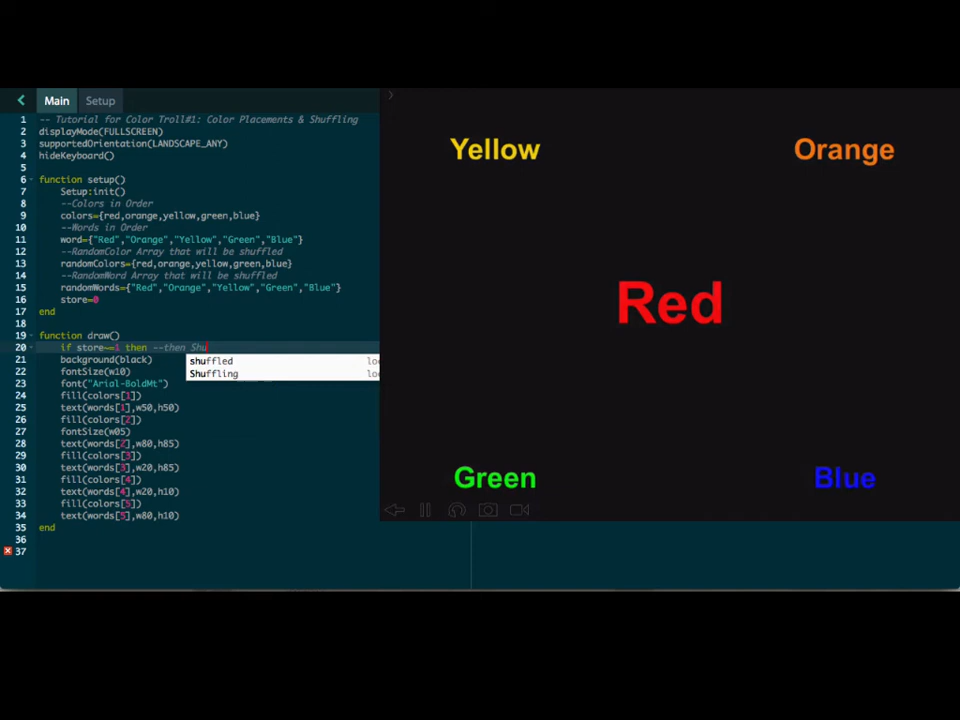 Main Setup
1 -- Tutorial for Color Troll#1: Color Placements & Shuffling
2 displayMode(FULLSCREEN)
3 supportedOrientation(LANDSCAPE_ANY)
4 hideKeyboard()
5
6 function setup()
7 Setup:init()
8 --Colors in Order
9 colors={red,orange,yellow,green,blue}
10 --Words in Order
11 word={"Red","Orange","Yellow","Green","Blue"}
12 --RandomColor Array that will be shuffled
13 randomColors={red,orange,yellow,green,blue}
14 --RandomWord Array that will be shuffled
15 randomWords={"Red","Orange","Yellow","Green","Blue"}
16 store=0
17 end
18
19 function draw()
20 if store~=1 then --then Shu
shuffled lo
Shuffling lo
21 background(black)
22 fontSize(w10)
23 font("Arial-BoldMt")
24 fill(colors[1])
25 text(words[1],w50,h50)
26 fill(colors[2])
27 fontSize(w05)
28 text(words[2],w80,h85)
29 fill(colors[3])
30 text(words[3],w20,h85)
31 fill(colors[4])
32 text(words[4],w20,h10)
33 fill(colors[5])
34 text(words[5],w80,h10)
35 end
36
37
Yellow Orange
Red
Green Blue